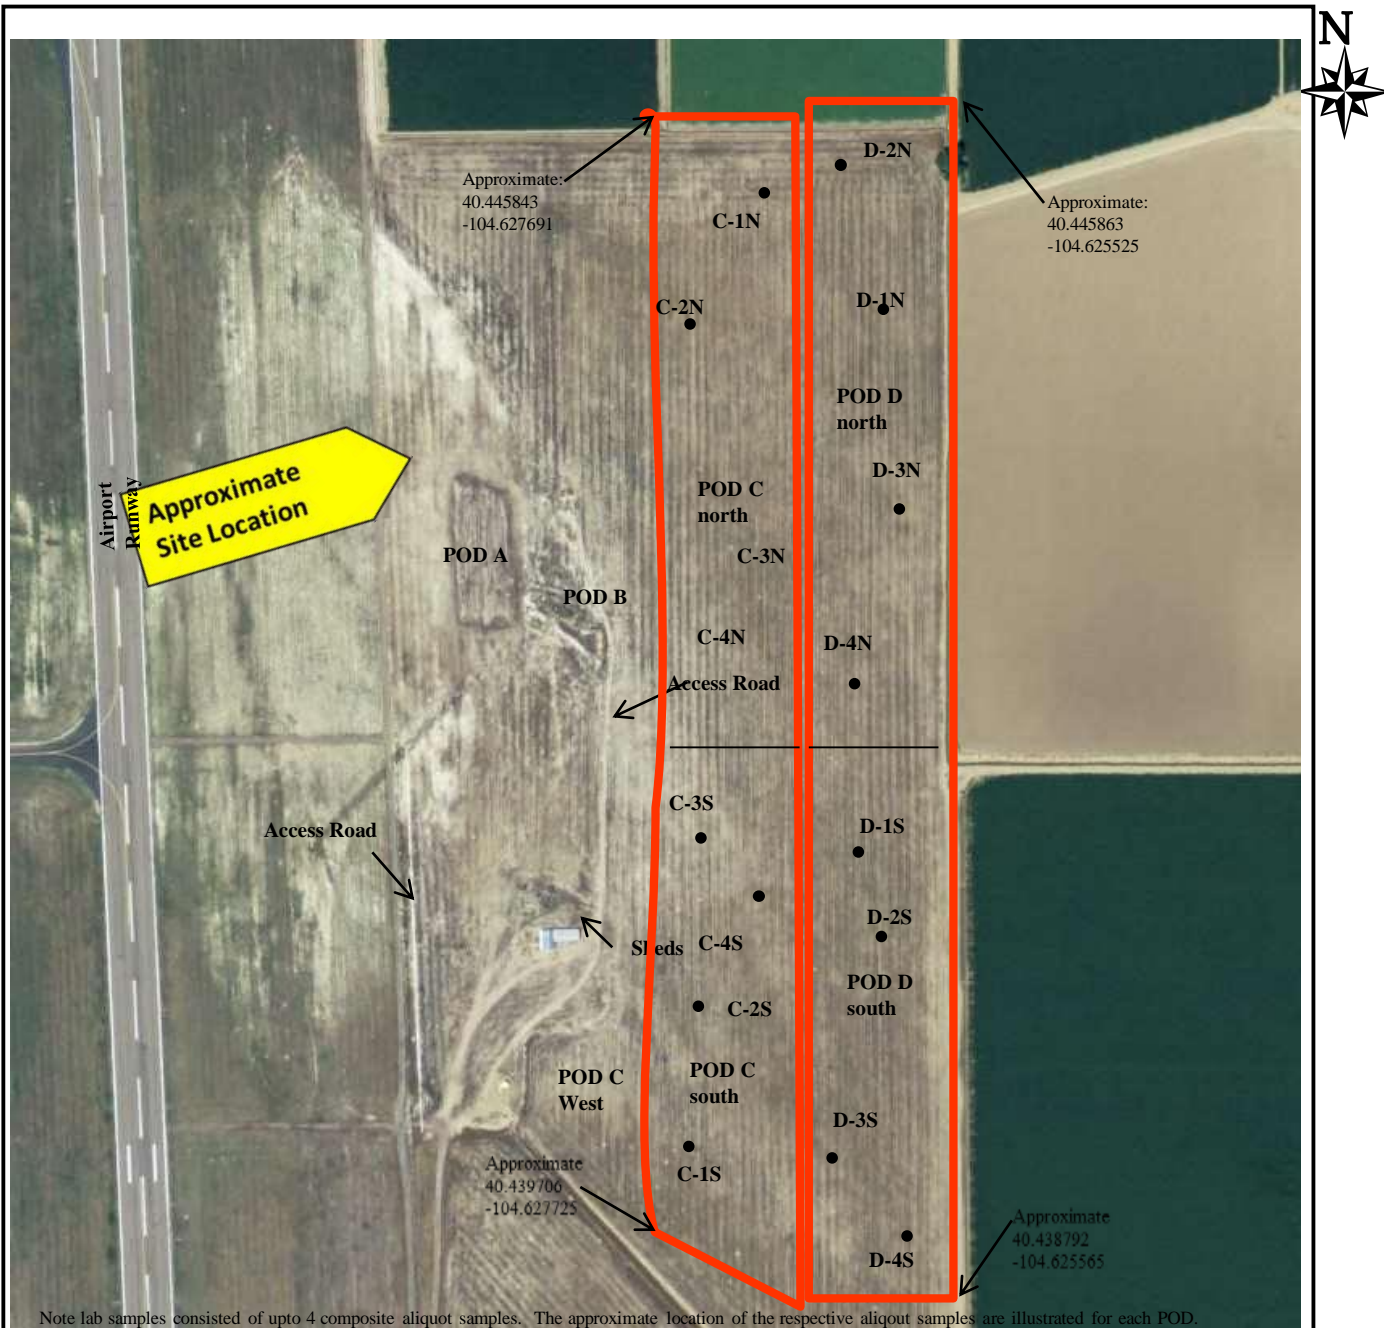 N
D-2N
Approximate:
40.445843
-104.627691
C-1N
Approximate:
40.445863
-104.625525
C-2N
D-1N
POD D
north
Approximate
Site Location
Airport
Runway
D-3N
POD C
north
POD A
C-3N
POD B
C-4N
D-4N
Access Road
C-3S
Access Road
D-1S
D-2S
Sheds
C-4S
POD D
south
C-2S
POD C
West
POD C
south
D-3S
Approximate
40.439706
-104.627725
C-1S
Approximate
40.438792
-104.625565
D-4S
Note lab samples consisted of upto 4 composite aliquot samples. The approximate location of the respective aliqout samples are illustrated for each POD.